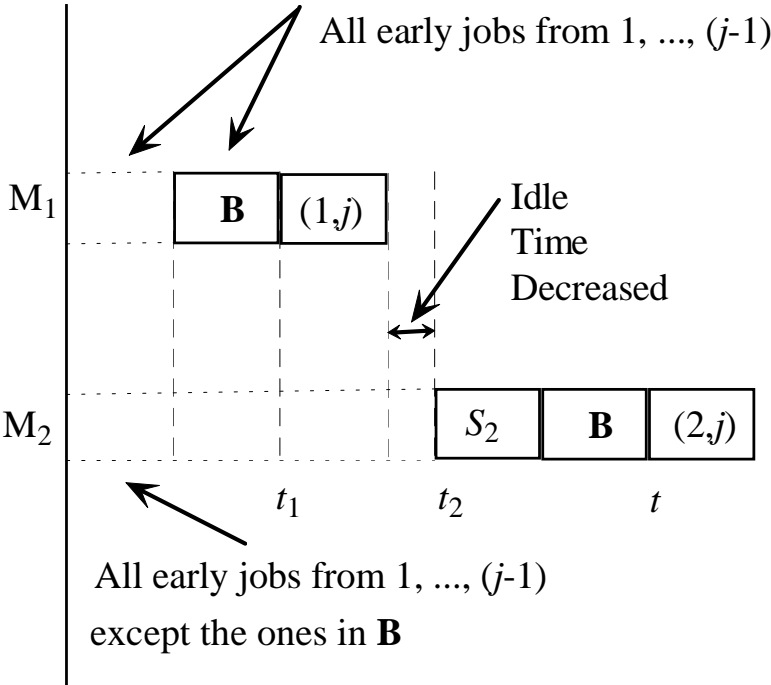 All early jobs from 1, ..., (j-1)
M1
B
(1,j)
Idle
Time
Decreased
M2
S2
B
(2,j)
t1
t2
t
All early jobs from 1, ..., (j-1)
except the ones in B